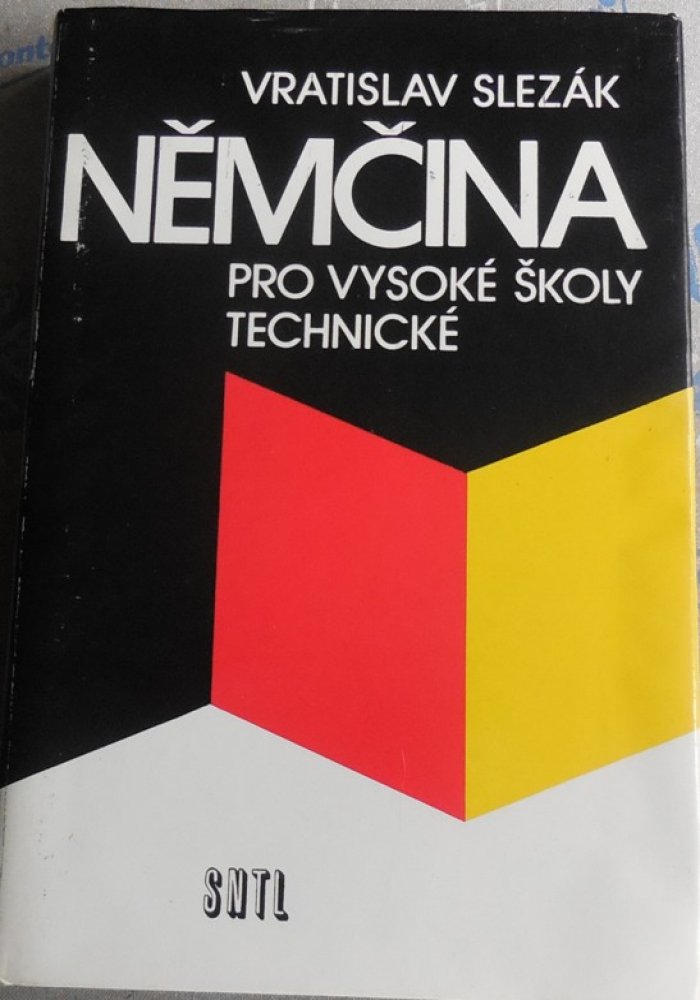 VRATISLAV SLEZÁK
NĚMČINA
PRO VYSOKÉ ŠKOLY
TECHNICKÉ
SNTL